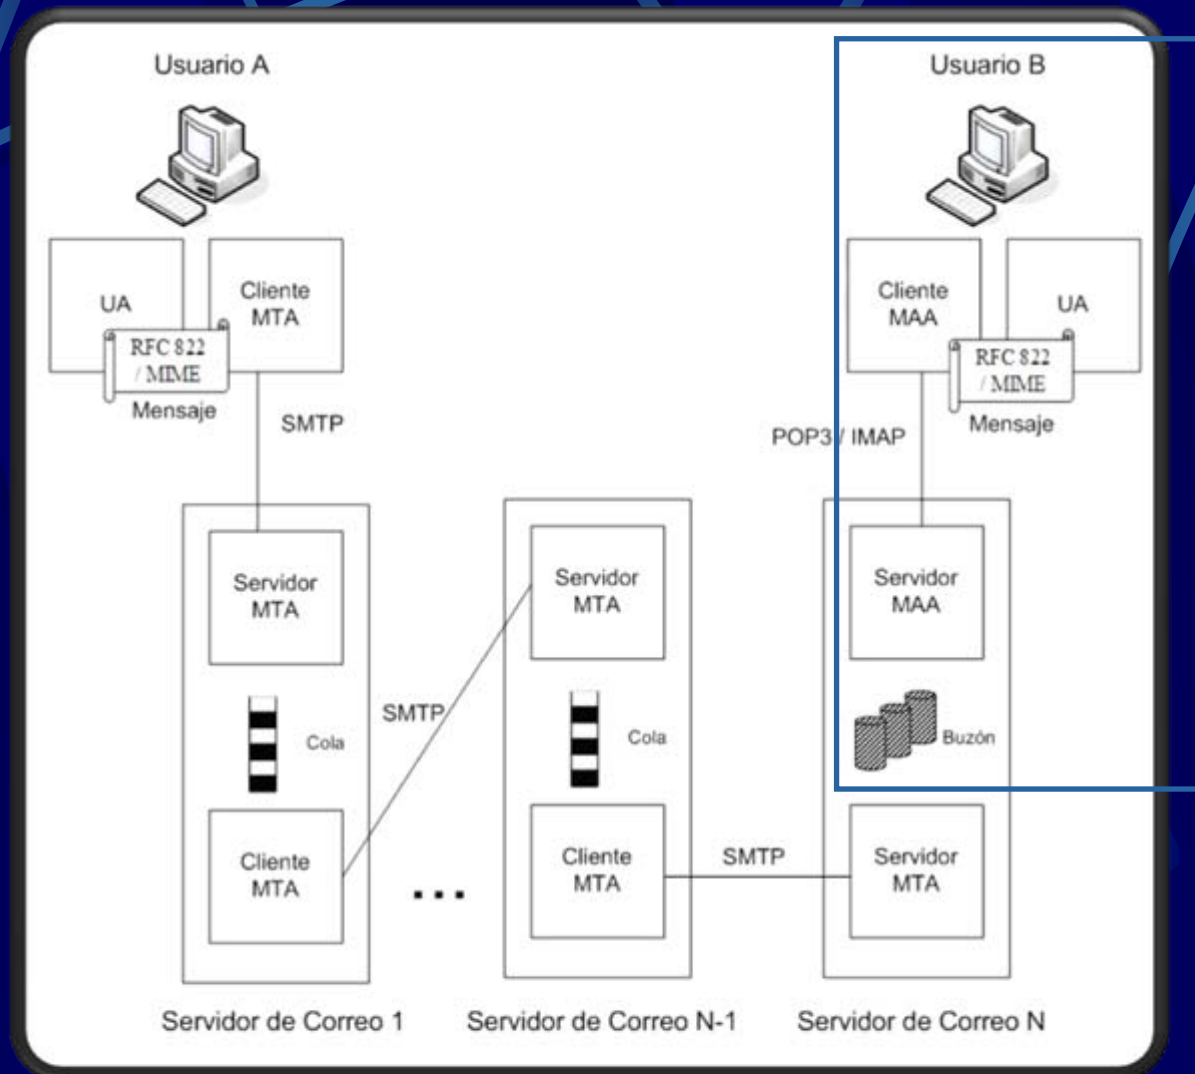 Usuario A
Usuario B
UA
Cliente
MTA
RFC 822
/ MIME
Mensaje
Cliente
MAA
UA
RFC 822
/ MIME
Mensaje
SMTP
POP3 / IMAP
Servidor
MTA
Servidor
MTA
Servidor
MAA
Cola
SMTP
Cola
Buzón
Cliente
MTA
...
Cliente
MTA
SMTP
Servidor
MTA
Servidor de Correo 1
Servidor de Correo N-1
Servidor de Correo N